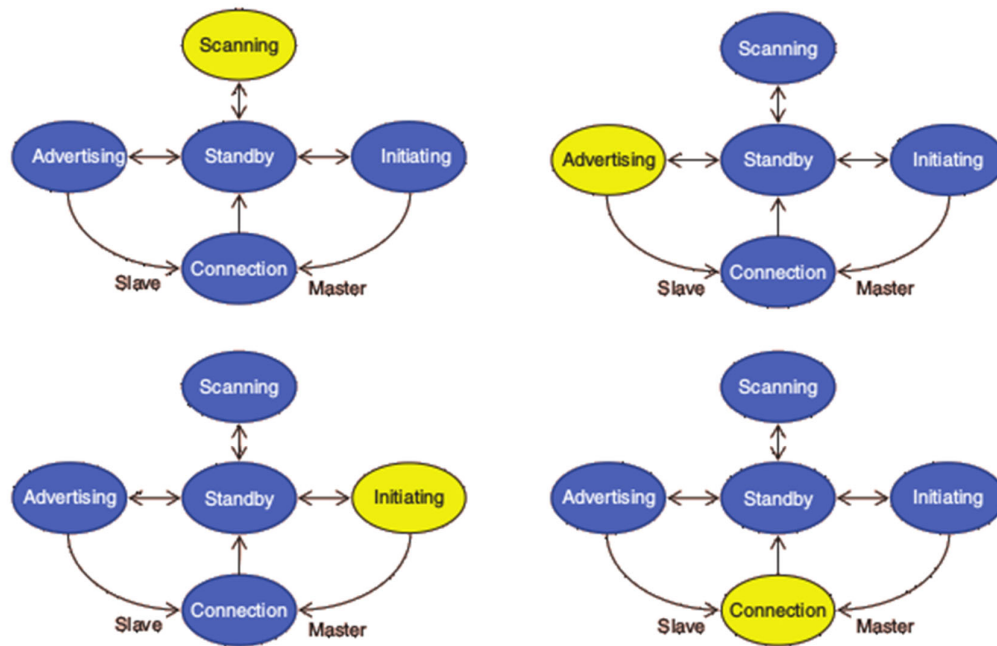 Scanning
Advertising
Standby
Initiating
Connection
Slave
Master
Scanning
Advertising
Standby
Initiating
Connection
Slave
Master
Scanning
Advertising
Standby
Initiating
Connection
Slave
Master
Scanning
Advertising
Standby
Initiating
Connection
Slave
Master